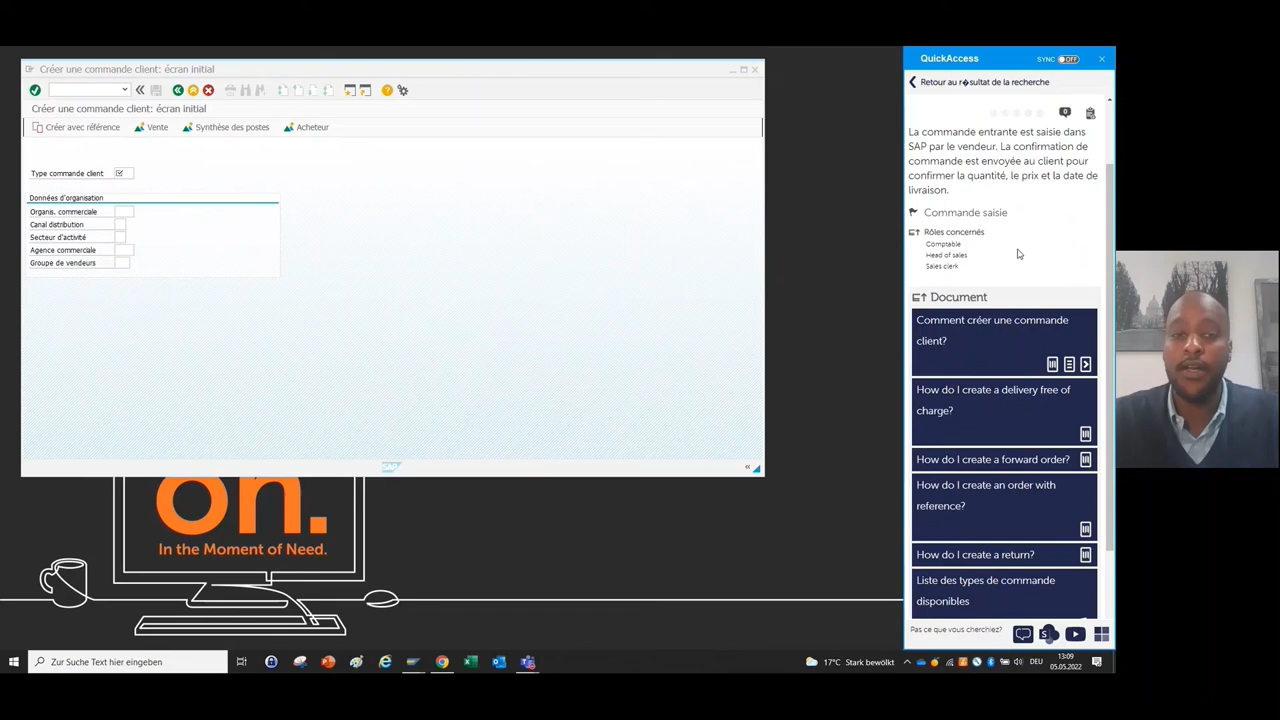 Créer une commande client: écran initial
Créer une commande client: écran initial
Créer avec référence Vente Synthèse des postes Acheteur
Type commande client
Données d'organisation
Organis. commerciale
Canal distribution
Secteur d'activité
Agence commerciale
Groupe de vendeurs
SAP
on.
In the Moment of Need.
QuickAccess
SYNC OFF
Retour au r�sultat de la recherche
0
La commande entrante est saisie dans
SAP par le vendeur. La confirmation de
commande est envoyée au client pour
confirmer la quantité, le prix et la date de
livraison.
Commande saisie
Rôles concernés
Comptable
Head of sales
Sales clerk
Document
Comment créer une commande
client?
How do I create a delivery free of
charge?
How do I create a forward order?
How do I create an order with
reference?
How do I create a return?
Liste des types de commande
disponibles
Pas ce que vous cherchiez?
Zur Suche Text hier eingeben
17°C Stark bewölkt
DEU
13:09
05.05.2022